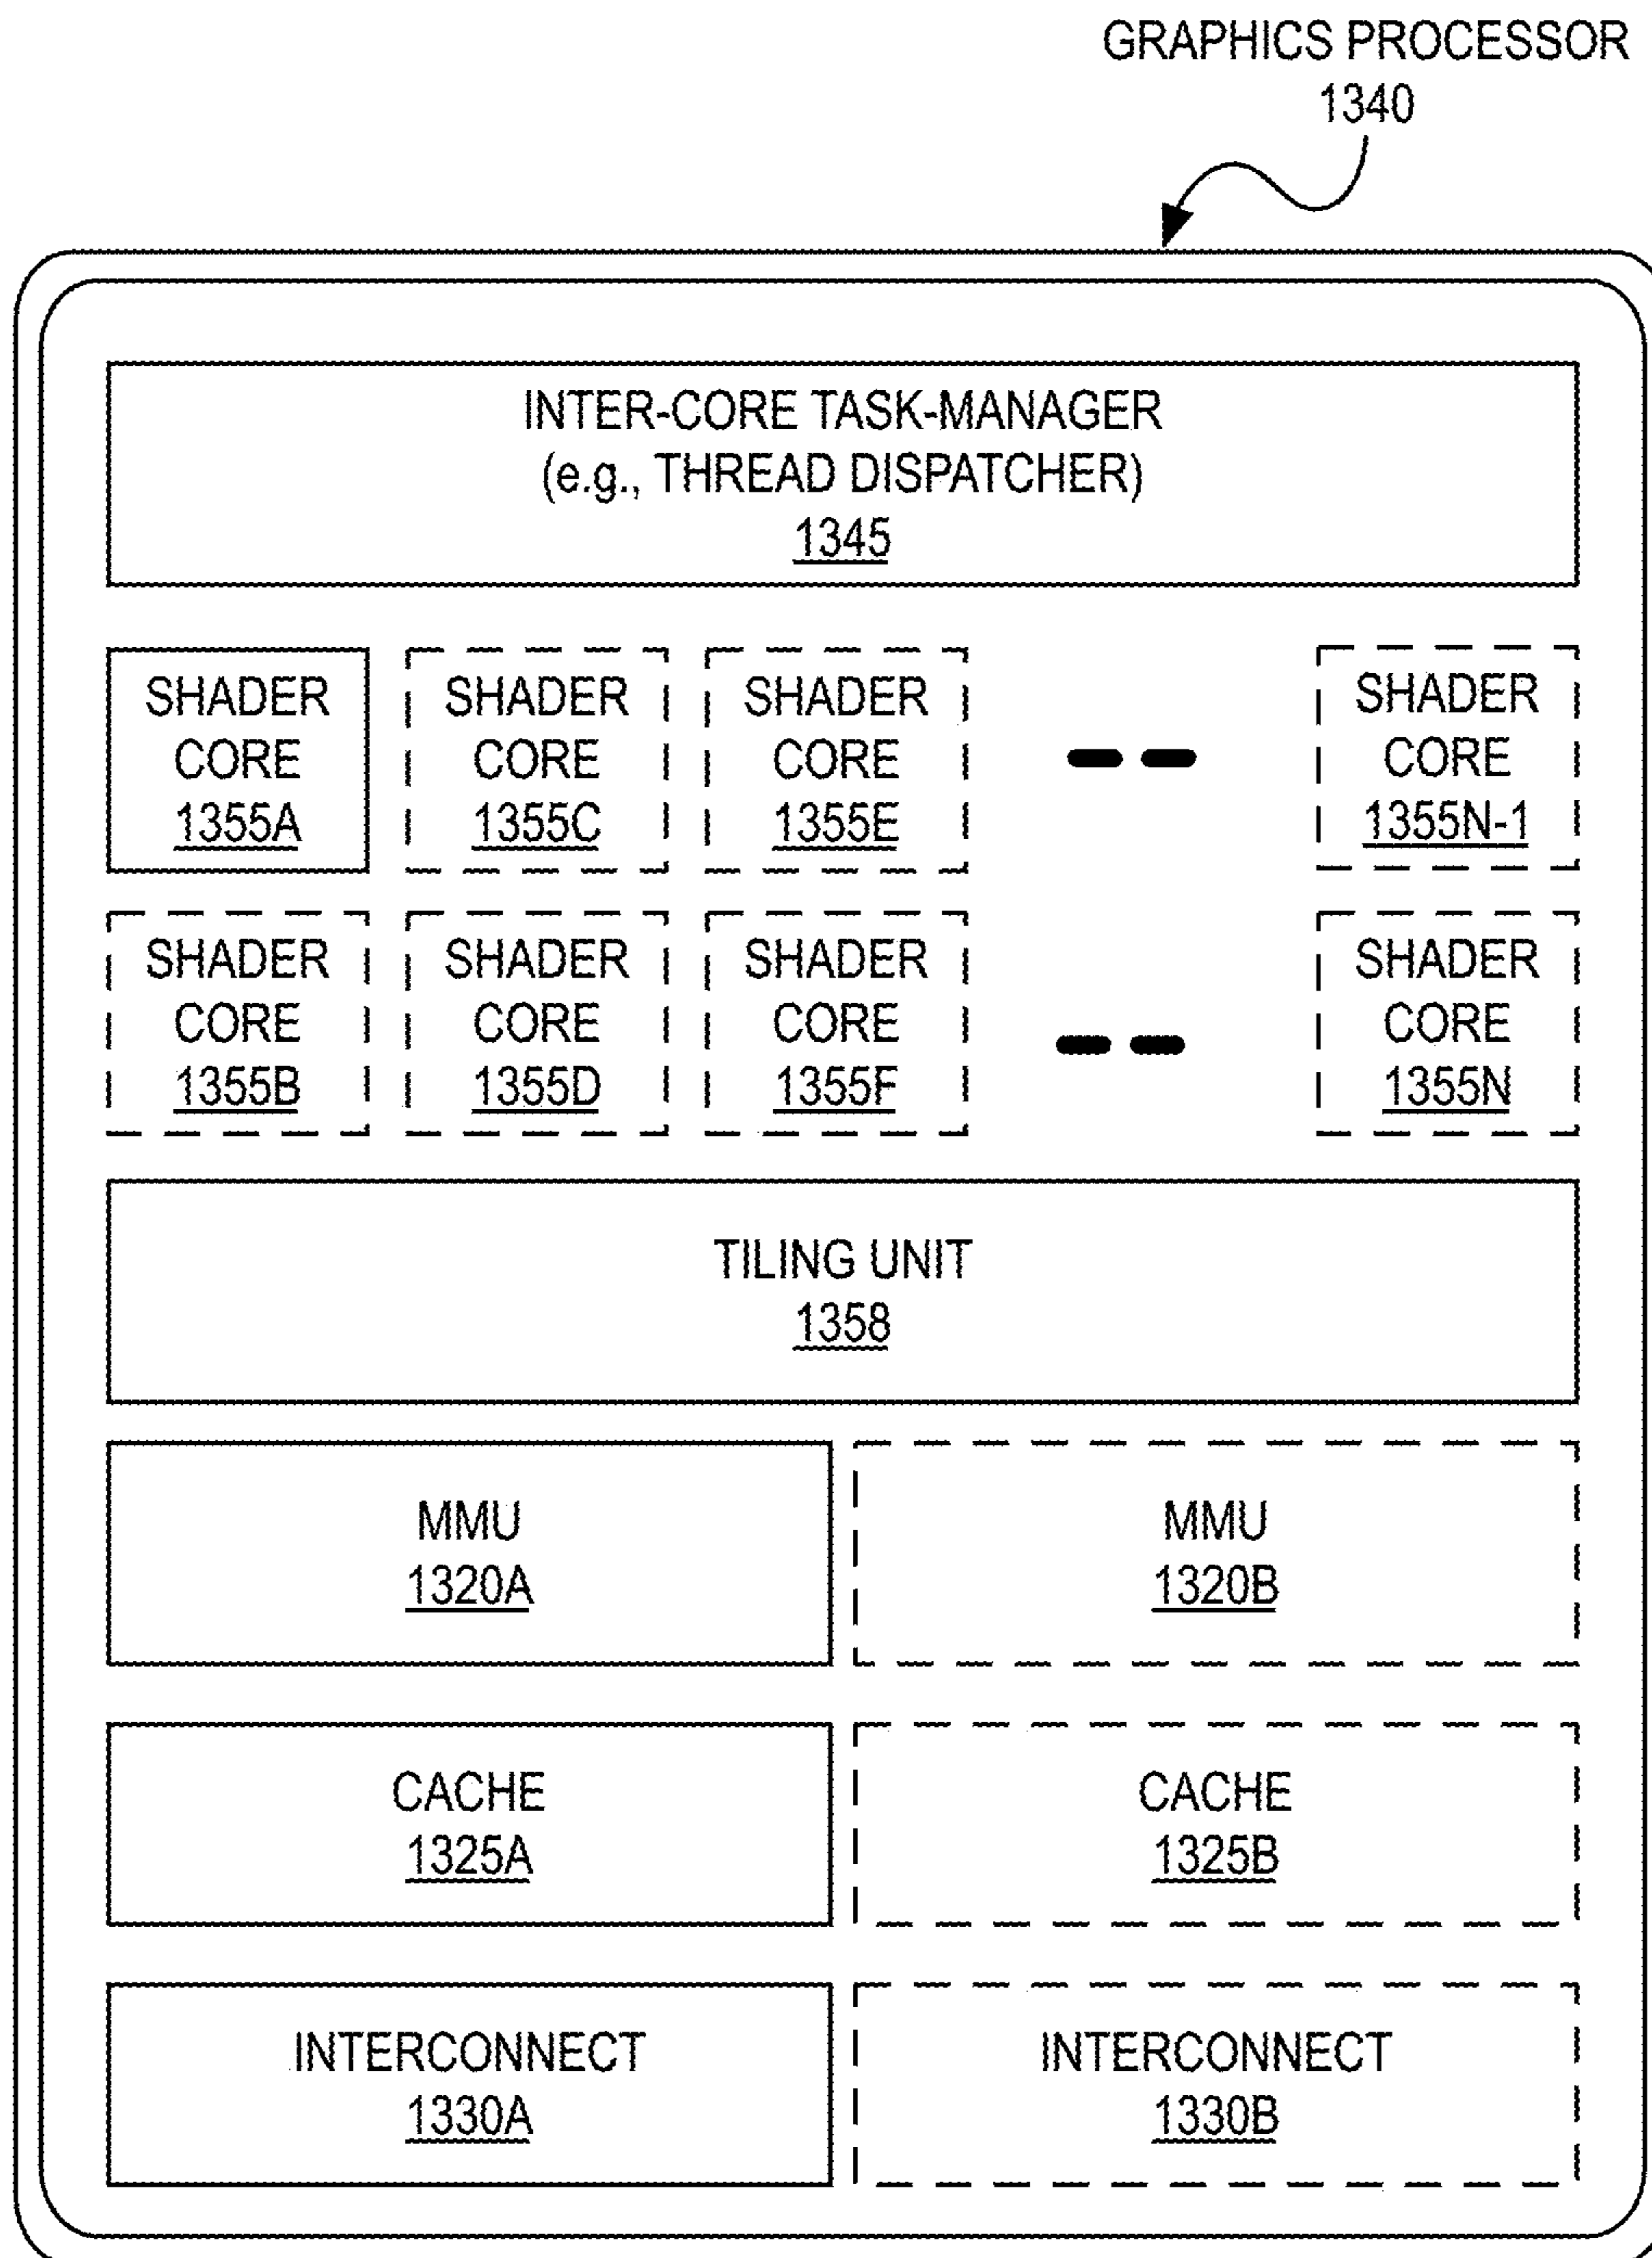 GRAPHICS PROCESSOR
1340
INTER-CORE TASK-MANAGER
(e.g., THREAD DISPATCHER)
1345
SHADER
CORE
1355A
SHADER
CORE
1355C
SHADER
CORE
1355E
SHADER
CORE
1355N-1
SHADER
CORE
1355B
SHADER
CORE
1355D
SHADER
CORE
1355F
SHADER
CORE
1355N
TILING UNIT
1358
MMU
1320A
MMU
1320B
CACHE
1325A
CACHE
1325B
INTERCONNECT
1330A
INTERCONNECT
1330B